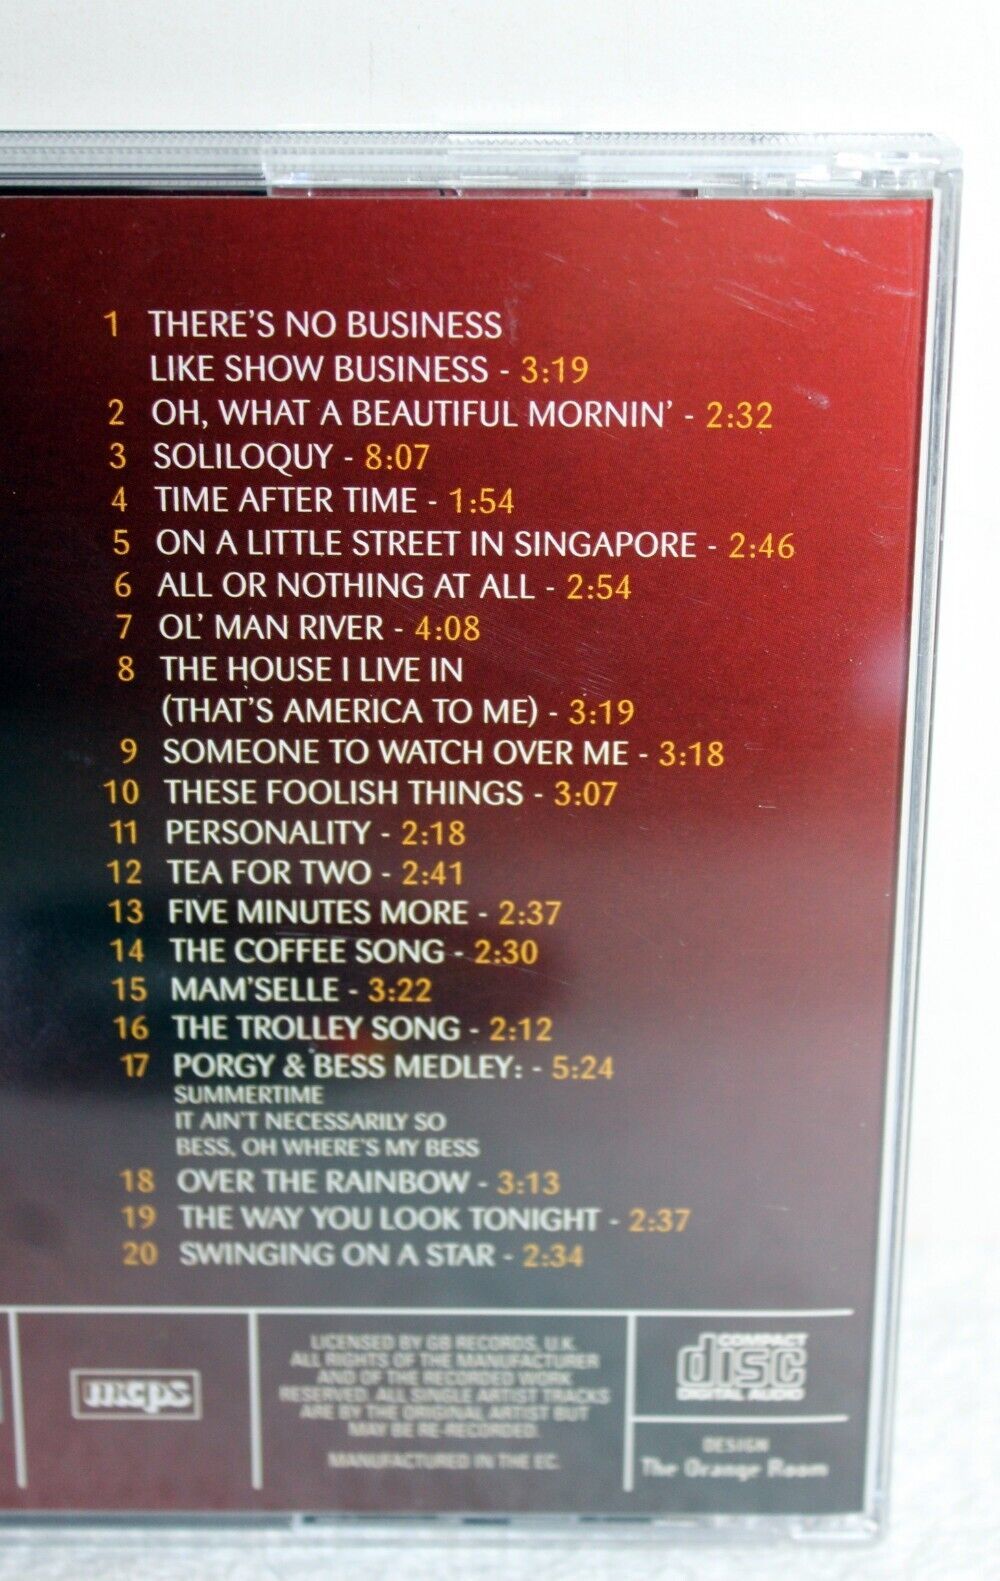 1 THERE'S NO BUSINESS
LIKE SHOW BUSINESS - 3:19
2 OH, WHAT A BEAUTIFUL MORNIN' - 2:32
3 SOLILOQUY - 8:07
4 TIME AFTER TIME - 1:54
5 ON A LITTLE STREET IN SINGAPORE - 2:46
6 ALL OR NOTHING AT ALL - 2:54
7 OL' MAN RIVER - 4:08
8 THE HOUSE I LIVE IN
(THAT'S AMERICA TO ME) - 3:19
9 SOMEONE TO WATCH OVER ME - 3:18
10 THESE FOOLISH THINGS - 3:07
11 PERSONALITY - 2:18
12 TEA FOR TWO - 2:41
13 FIVE MINUTES MORE - 2:37
14 THE COFFEE SONG - 2:30
15 MAM'SELLE - 3:22
16 THE TROLLEY SONG - 2:12
17 PORGY & BESS MEDLEY: - 5:24
SUMMERTIME
IT AIN'T NECESSARILY SO
BESS, OH WHERE'S MY BESS
18 OVER THE RAINBOW - 3:13
19 THE WAY YOU LOOK TONIGHT - 2:37
20 SWINGING ON A STAR - 2:34
mcps
LICENSED BY GB RECORDS, U.K.
ALL RIGHTS OF THE MANUFACTURER
AND OF THE RECORDED WORK
RESERVED. ALL SINGLE ARTIST TRACKS
ARE BY THE ORIGINAL ARTIST BUT
MAY BE RE-RECORDED.
MANUFACTURED IN THE EC.
COMPACT
disc
DIGITAL AUDIO
DESIGN
The Orange Room